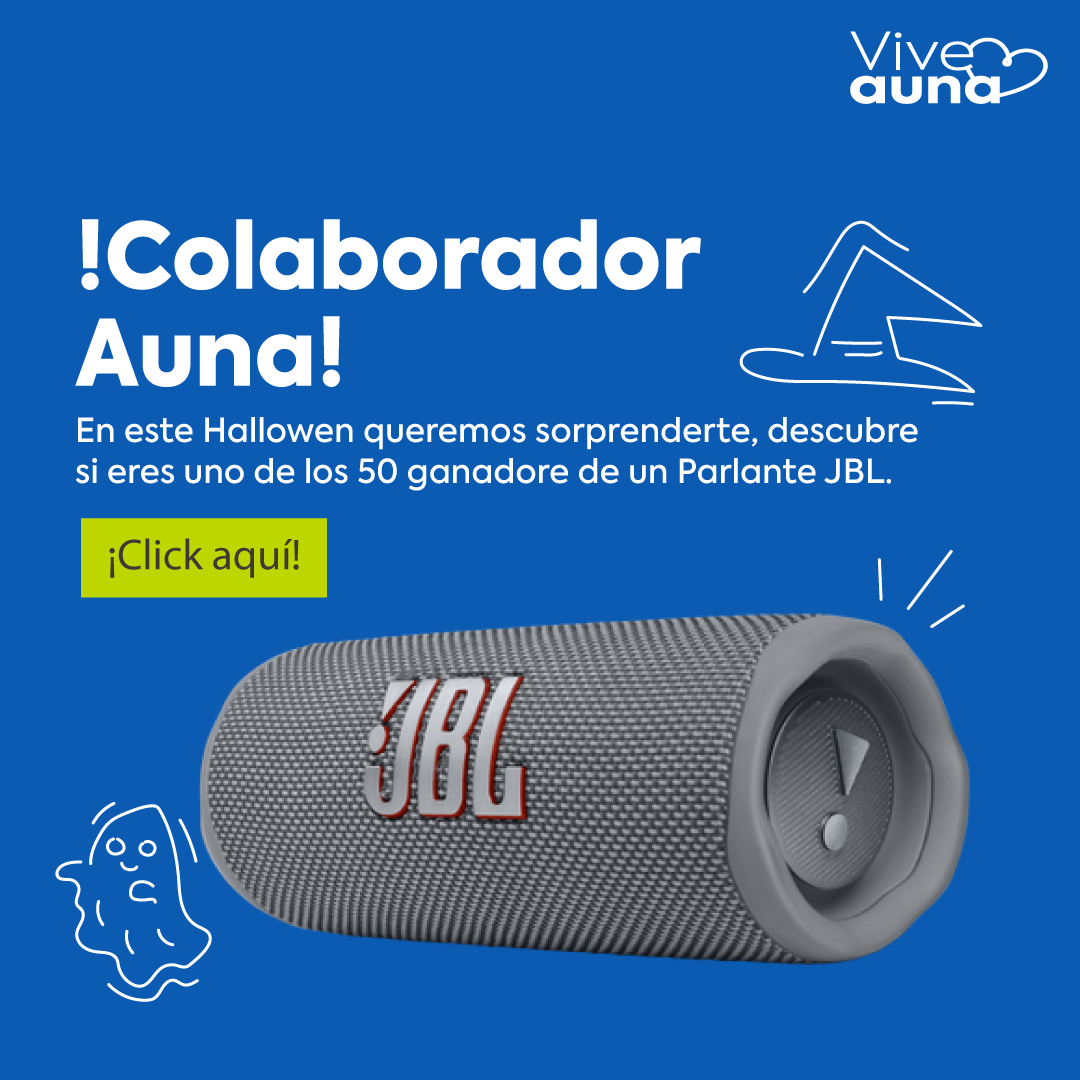 Vive
auna
!Colaborador
Auna!
En este Hallowen queremos sorprenderte, descubre
si eres uno de los 50 ganadore de un Parlante JBL.
¡Click aquí!
JBL